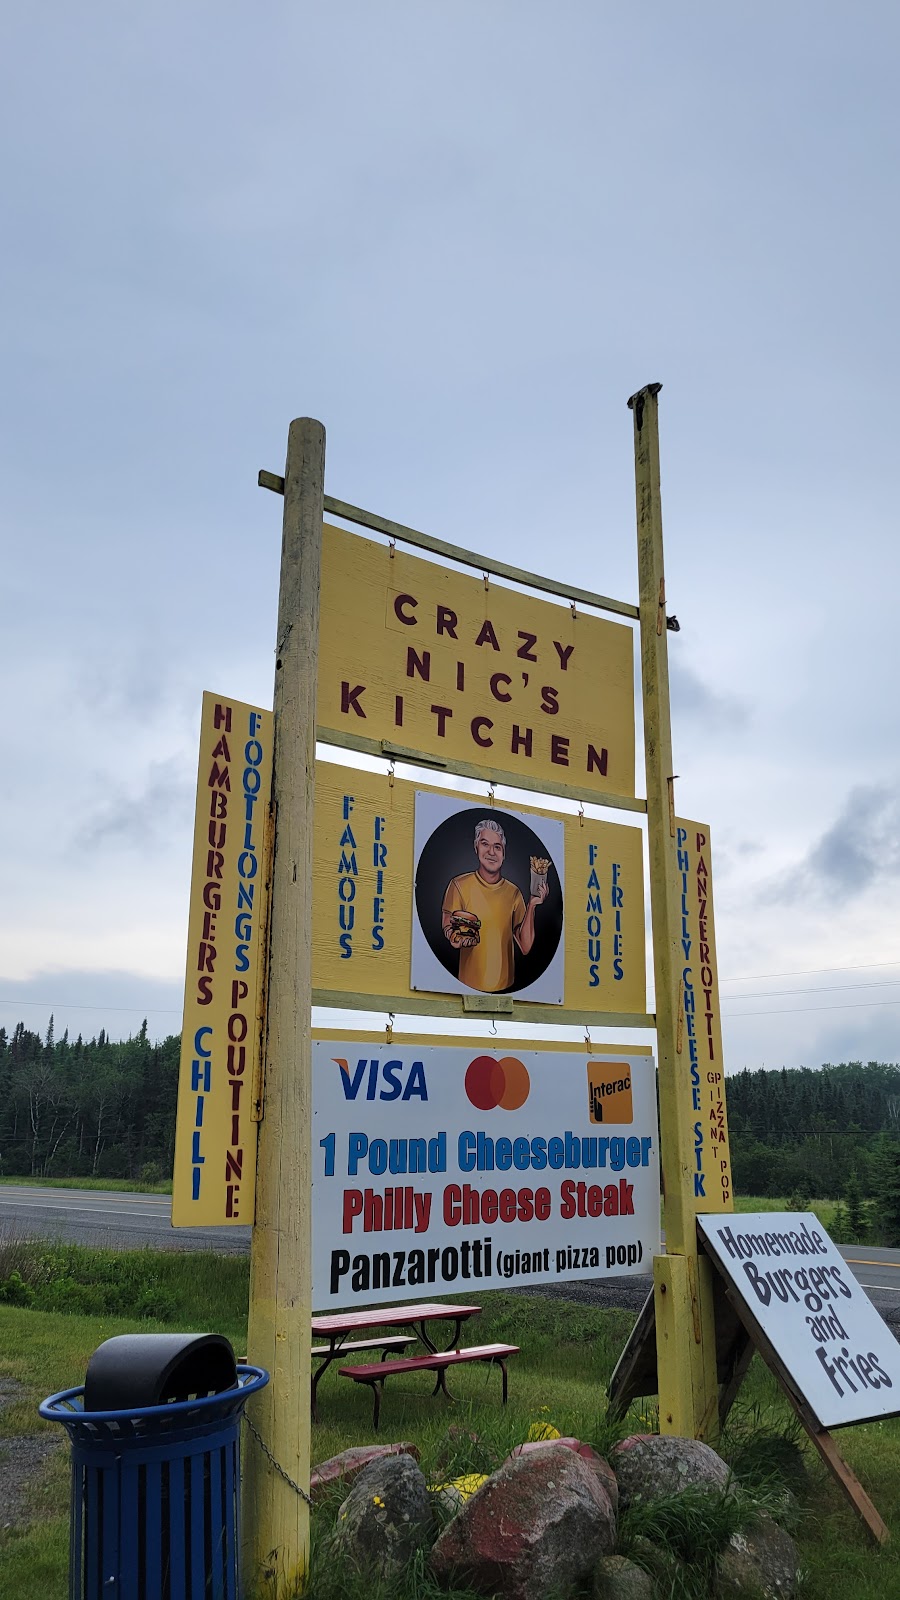 CRAZY
NIC'S
KITCHEN
HAMBURGERS CHILI
FOOTLONGS POUTINE
FAMOUS
FRIES
FAMOUS
FRIES
PHILLY CHEESE STK
PANZEROTTI
GIANT
PIZZA POP
VISA
Interac
1 Pound Cheeseburger
Philly Cheese Steak
Panzarotti (giant pizza pop)
Homemade
Burgers
and
Fries